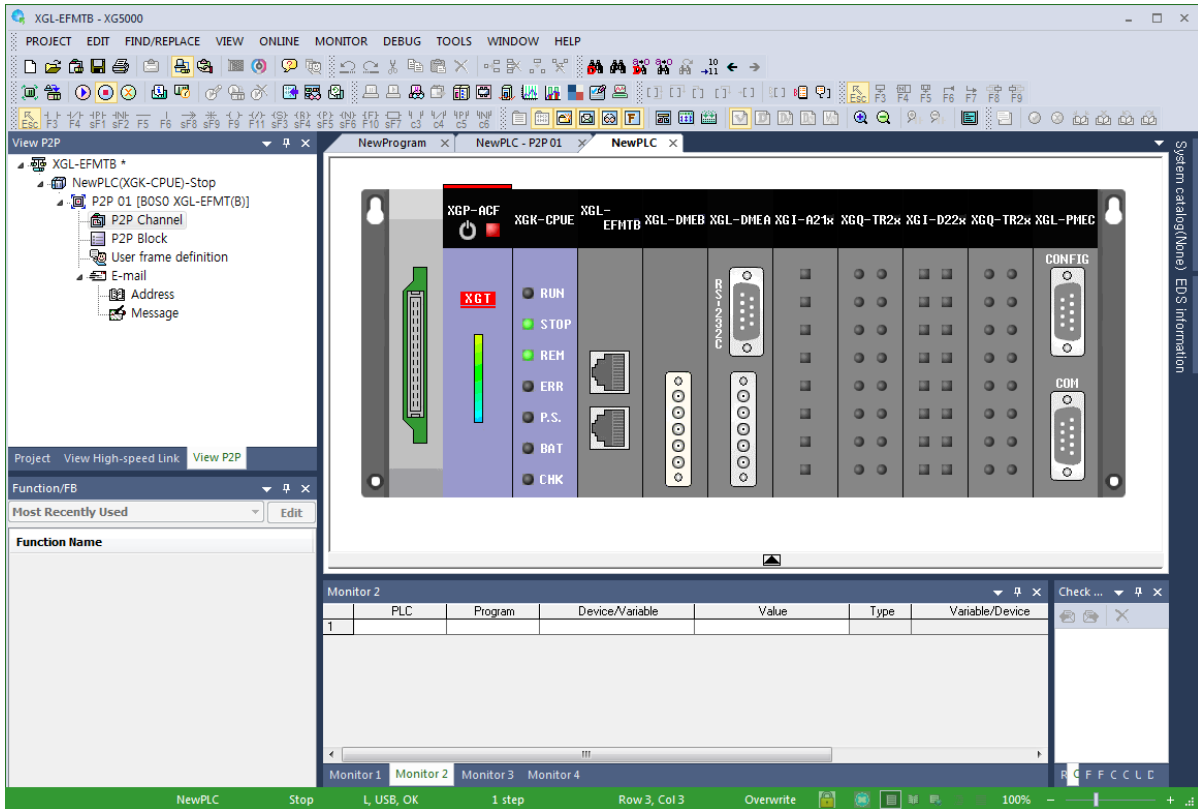 XGL-EFMTB - XG5000
PROJECT EDIT FIND/REPLACE VIEW ONLINE MONITOR DEBUG TOOLS WINDOW HELP
View P2P
NewProgram
NewPLC - P2P 01
NewPLC
XGL-EFMTB *
NewPLC(XGK-CPUE)-Stop
P2P 01 [B0S0 XGL-EFMT(B)]
P2P Channel
P2P Block
User frame definition
E-mail
Address
Message
Project View High-speed Link View P2P
Function/FB
Most Recently Used
Edit
Function Name
XGP-ACF XGK-CPUE XGL-EFMTB XGL-DMEB XGL-DMEA XGI-A21x XGQ-TR2x XGI-D22x XGQ-TR2x XGL-PMEC
XGT
RUN
STOP
REM
ERR
P.S.
BAT
CHK
RS-232C
CONFIG
COM
System catalog(None)
EDS information
Monitor 2
PLC Program Device/Variable Value Type Variable/Device
1
Monitor 1 Monitor 2 Monitor 3 Monitor 4
Check ...
NewPLC Stop L, USB, OK 1 step Row 3, Col 3 Overwrite 100%